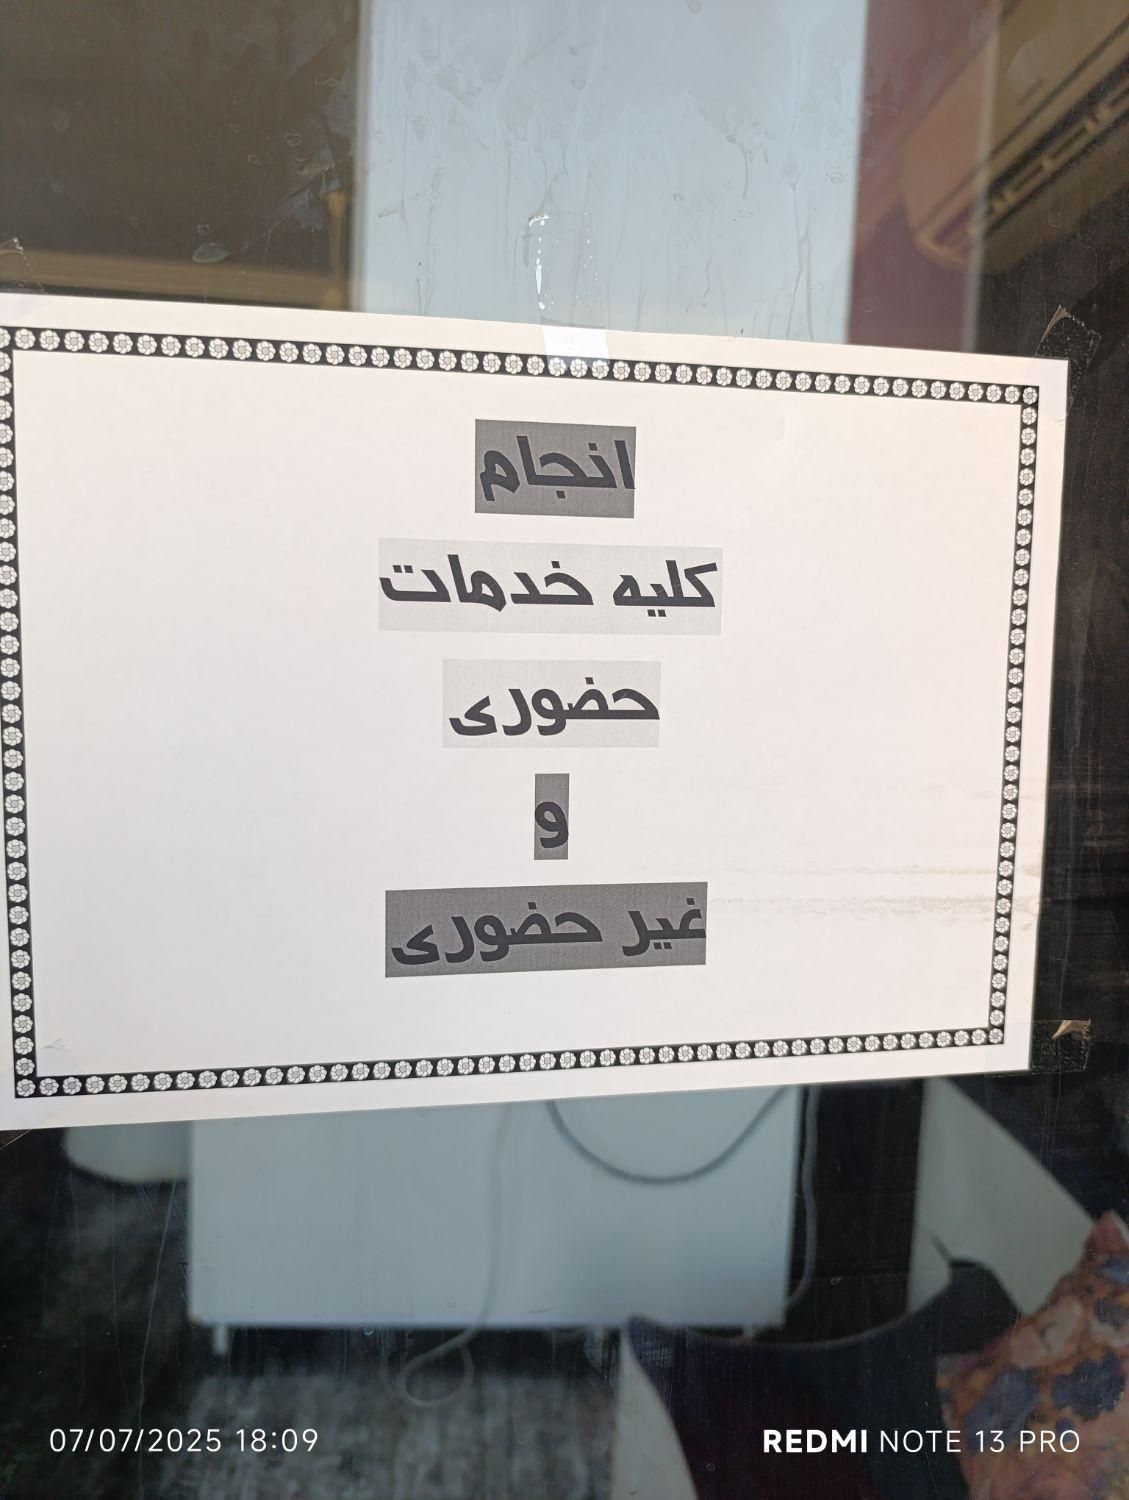 انجام
کلیه خدمات
حضوری
و
غیر حضوری
07/07/2025 18:09
REDMI NOTE 13 PRO